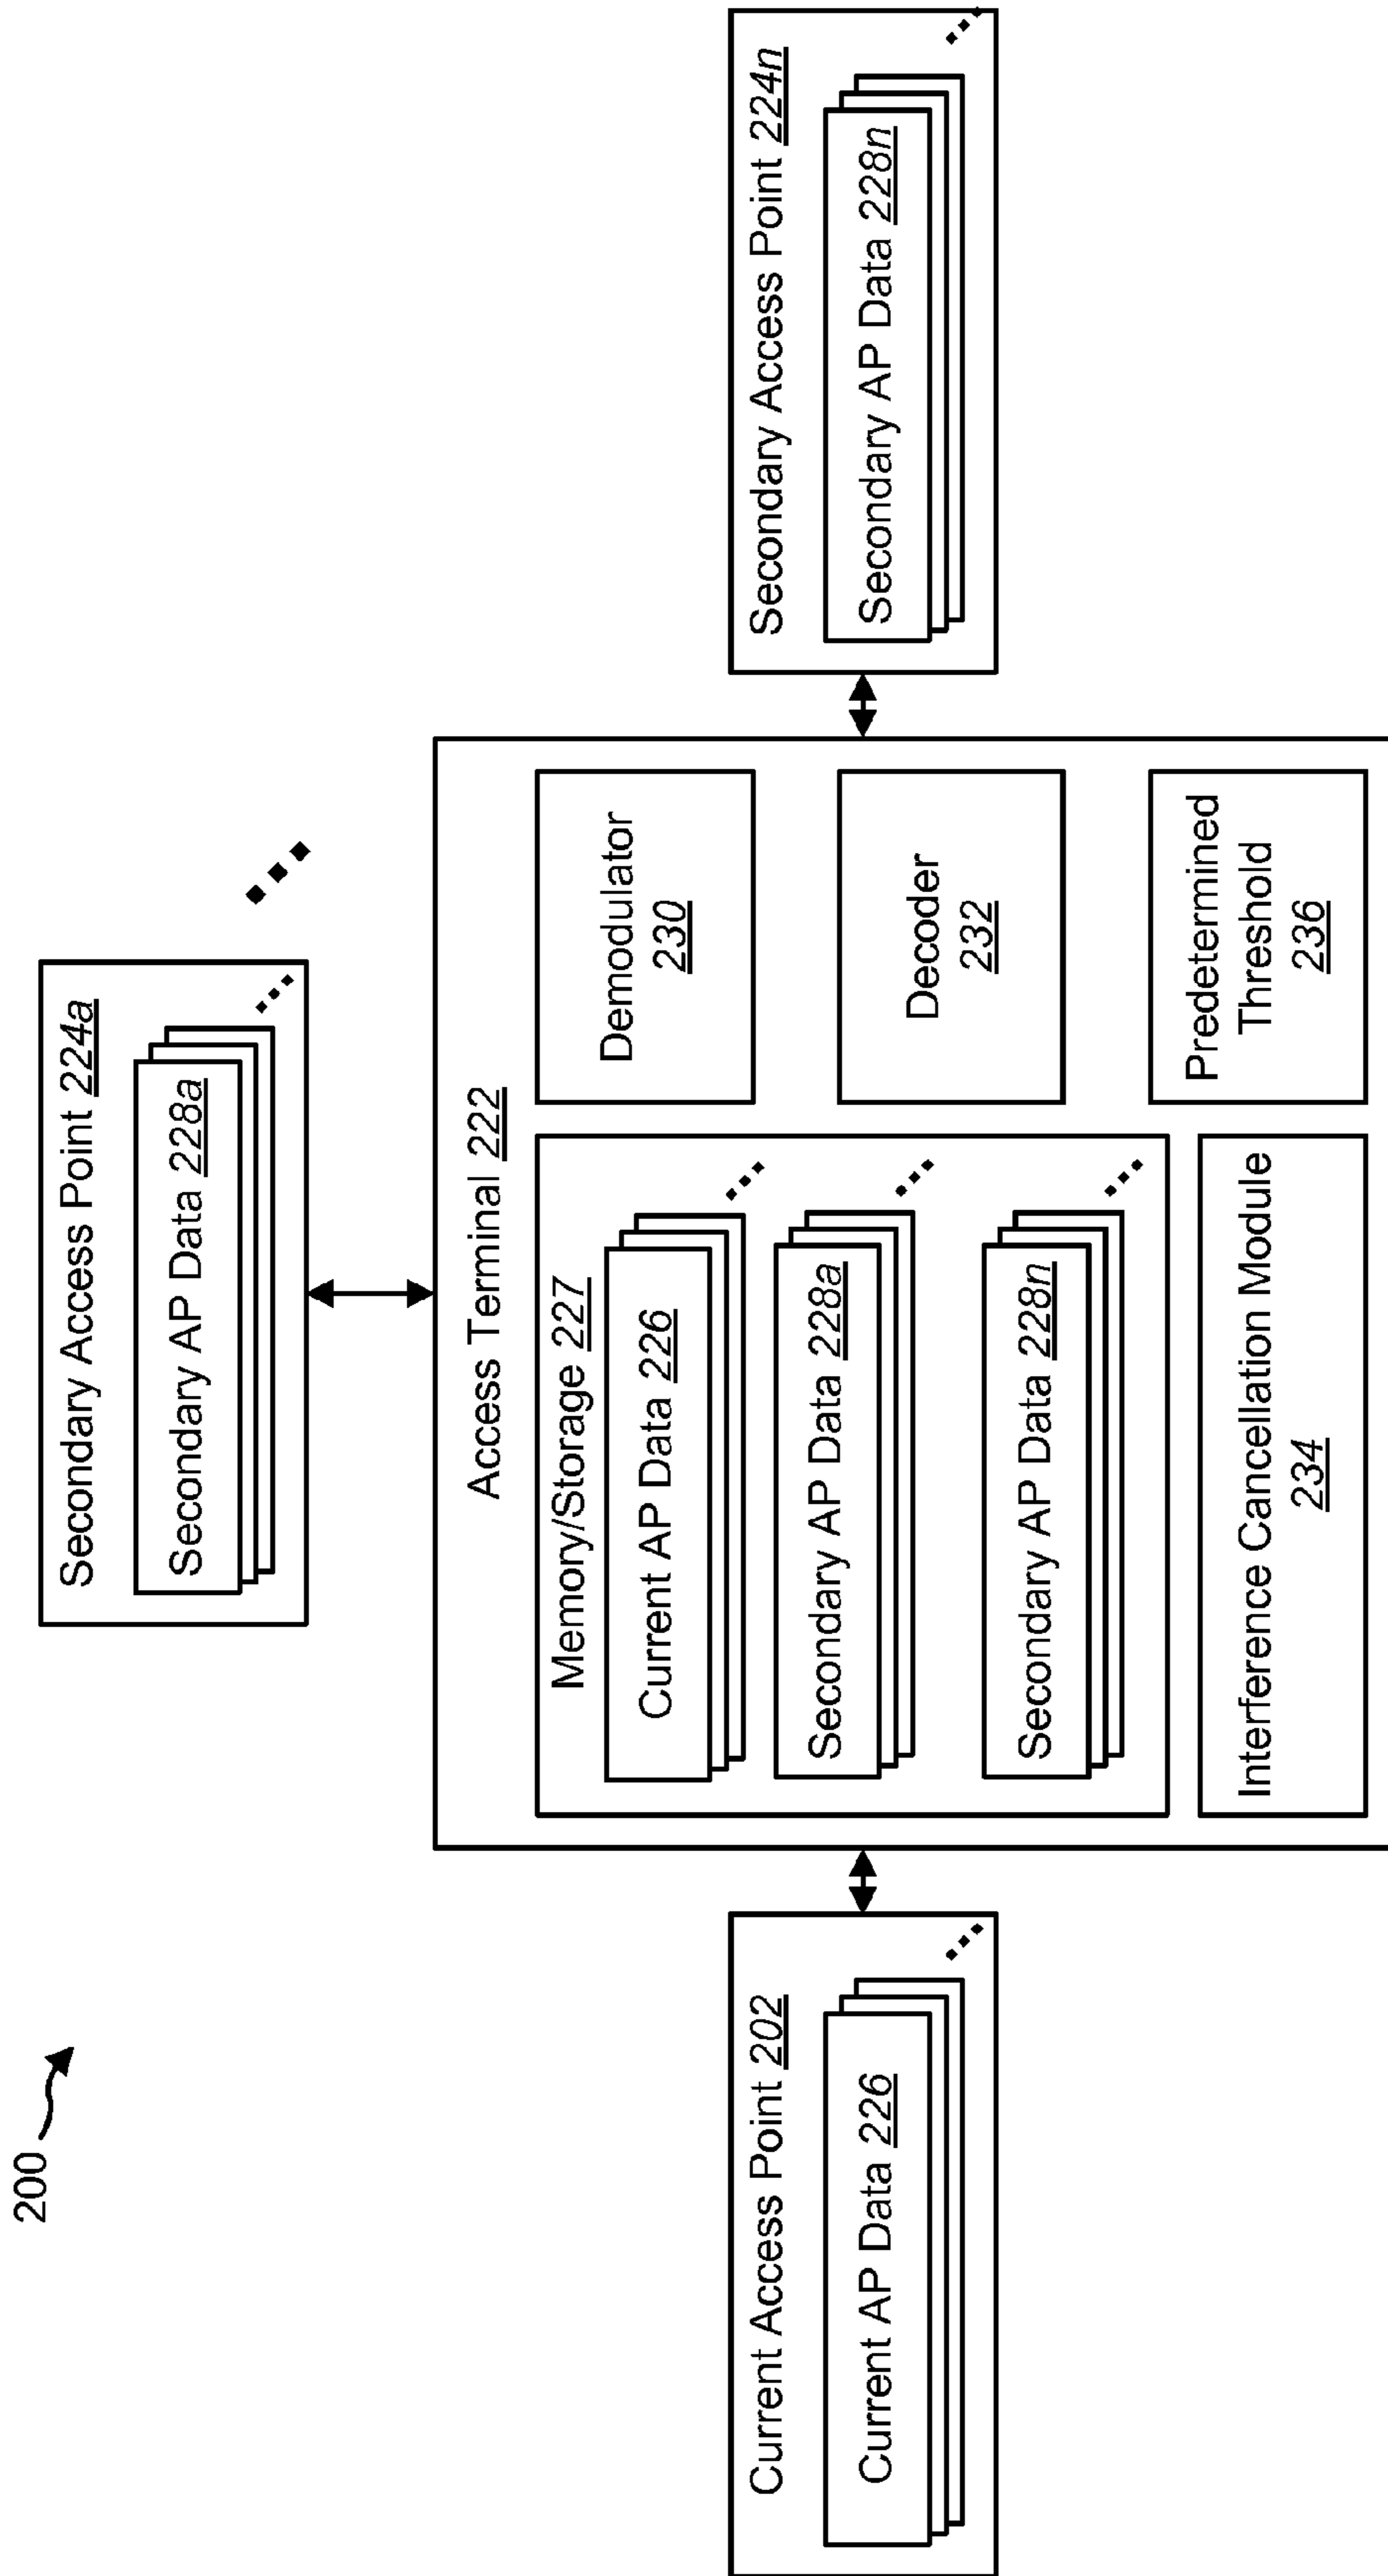 200
Secondary Access Point 224a
Secondary AP Data 228a
Current Access Point 202
Current AP Data 226
Access Terminal 222
Memory/Storage 227
Current AP Data 226
Secondary AP Data 228a
Secondary AP Data 228n
Demodulator
230
Decoder
232
Interference Cancellation Module
234
Predetermined
Threshold
236
Secondary Access Point 224n
Secondary AP Data 228n